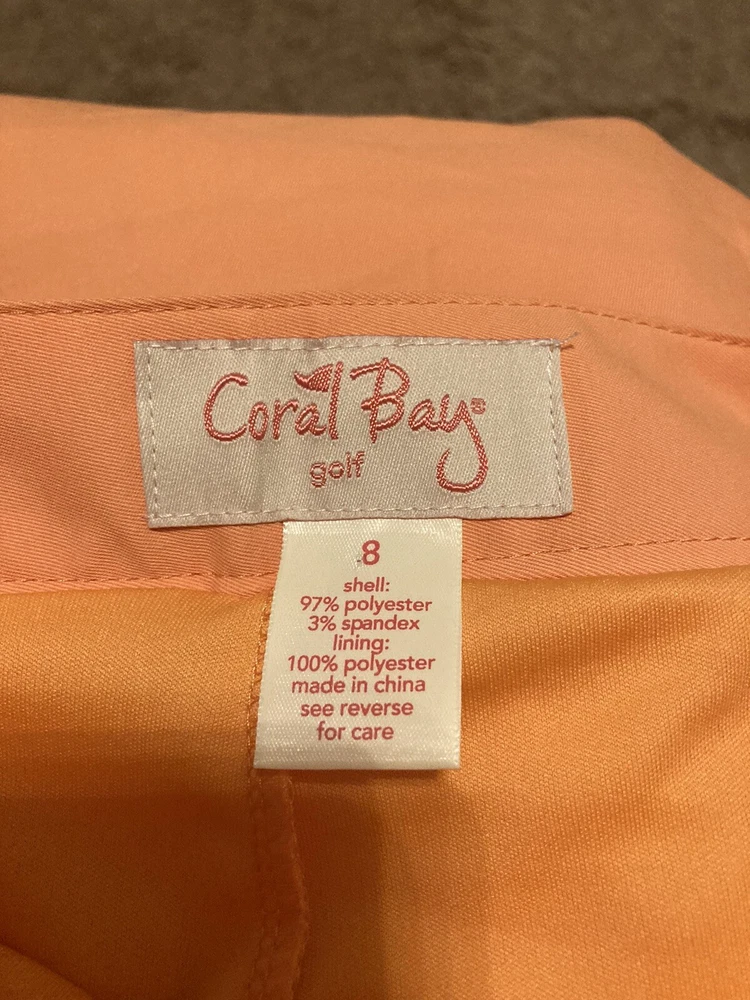 Coral Bay®
golf
8
shell:
97% polyester
3% spandex
lining:
100% polyester
made in china
see reverse
for care